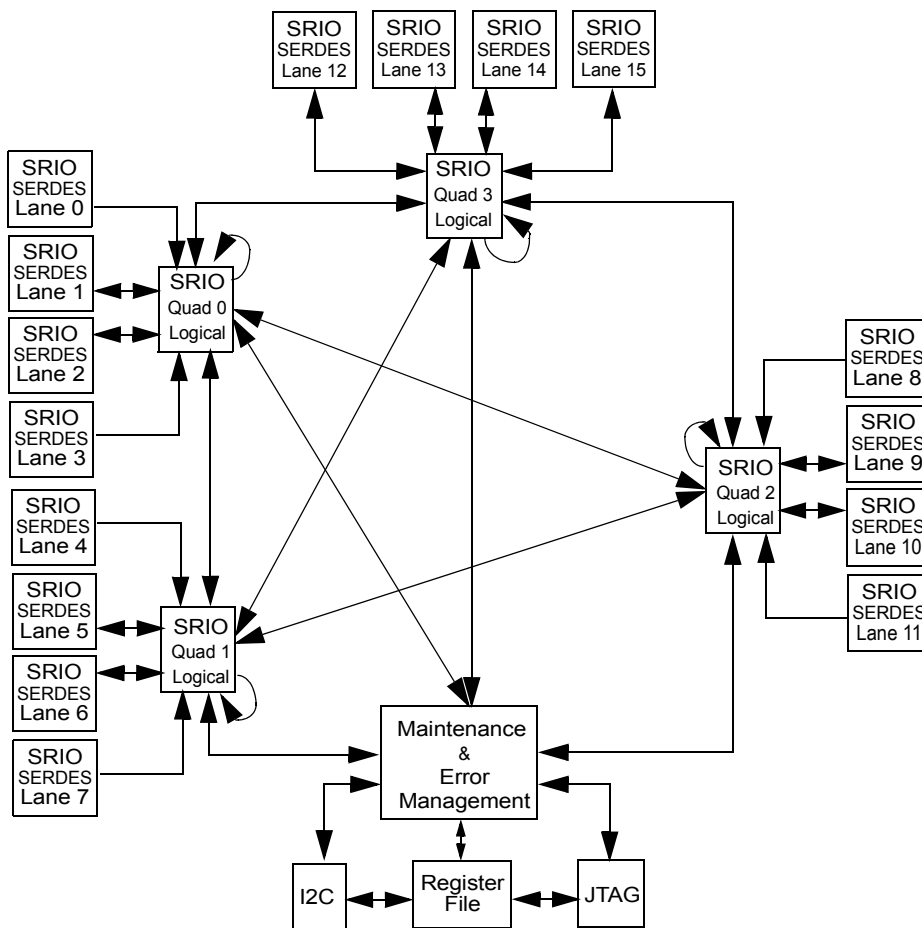 SRIO
SERDES
Lane 12
SRIO
SERDES
Lane 13
SRIO
SERDES
Lane 14
SRIO
SERDES
Lane 15
SRIO
Quad 3
Logical
SRIO
SERDES
Lane 0
SRIO
SERDES
Lane 1
SRIO
SERDES
Lane 2
SRIO
SERDES
Lane 3
SRIO
Quad 0
Logical
SRIO
SERDES
Lane 4
SRIO
SERDES
Lane 5
SRIO
SERDES
Lane 6
SRIO
SERDES
Lane 7
SRIO
Quad 1
Logical
SRIO
Quad 2
Logical
SRIO
SERDES
Lane 8
SRIO
SERDES
Lane 9
SRIO
SERDES
Lane 10
SRIO
SERDES
Lane 11
Maintenance
&
Error
Management
I2C
Register
File
JTAG